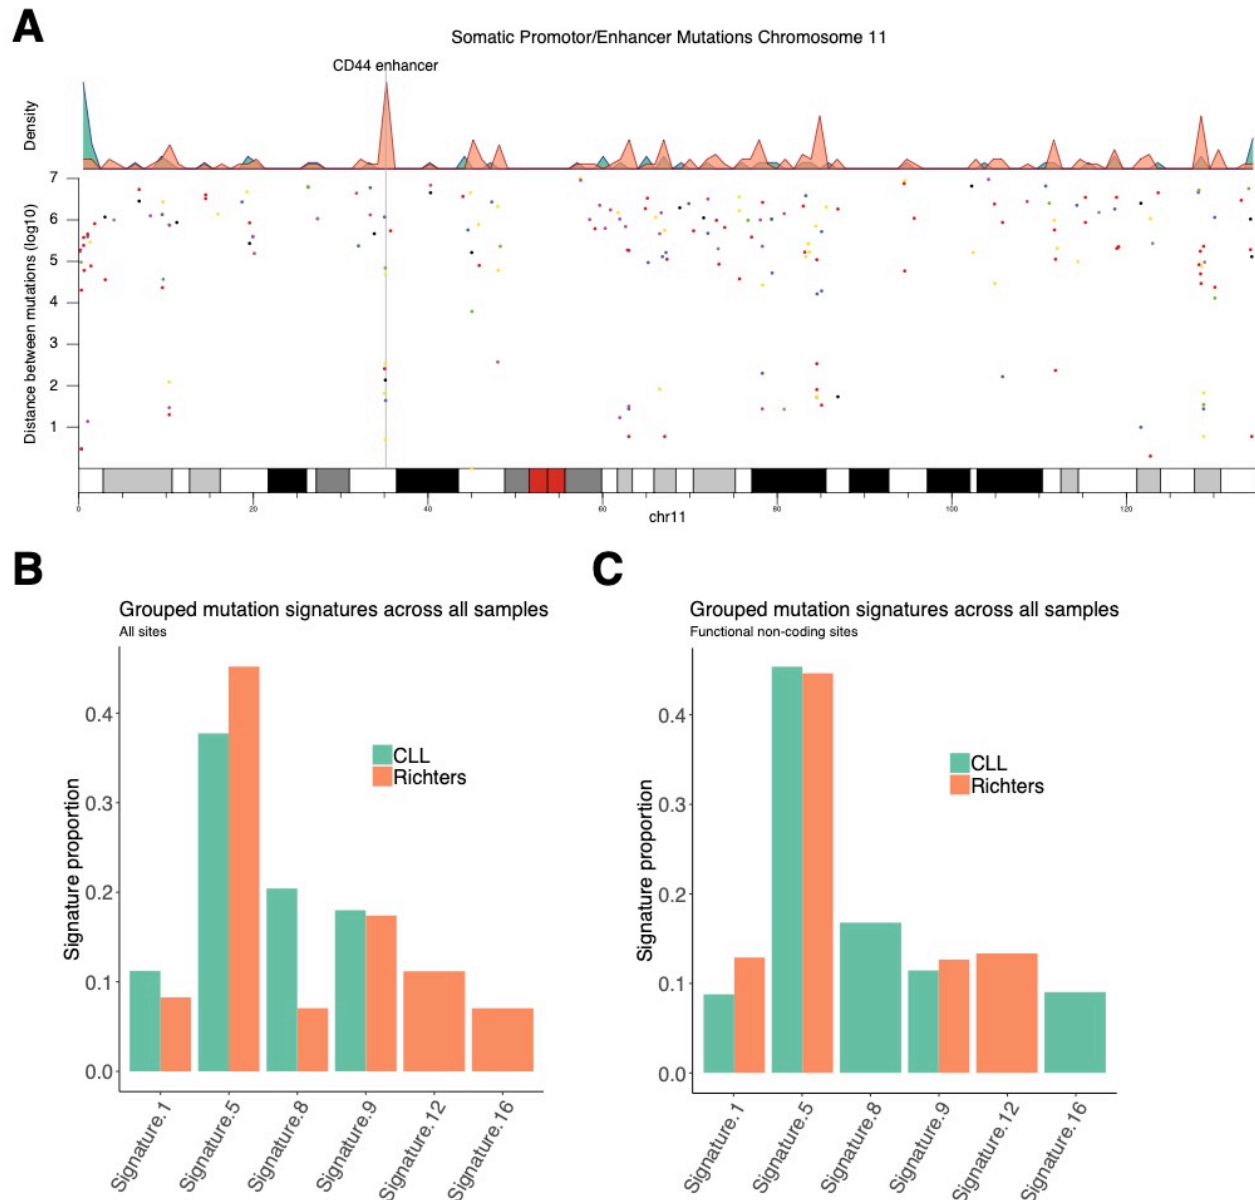 A
Somatic Promotor/Enhancer Mutations Chromosome 11
CD44 enhancer
Density
Distance between mutations (log10)
7
6
5
4
3
2
1
0 20 40 60 80 100 120
chr11
B
Grouped mutation signatures across all samples
All sites
Signature proportion
0.4
0.3
0.2
0.1
0.0
CLL
Richters
Signature.1 Signature.5 Signature.8 Signature.9 Signature.12 Signature.16
C
Grouped mutation signatures across all samples
Functional non-coding sites
Signature proportion
0.4
0.3
0.2
0.1
0.0
CLL
Richters
Signature.1 Signature.5 Signature.8 Signature.9 Signature.12 Signature.16